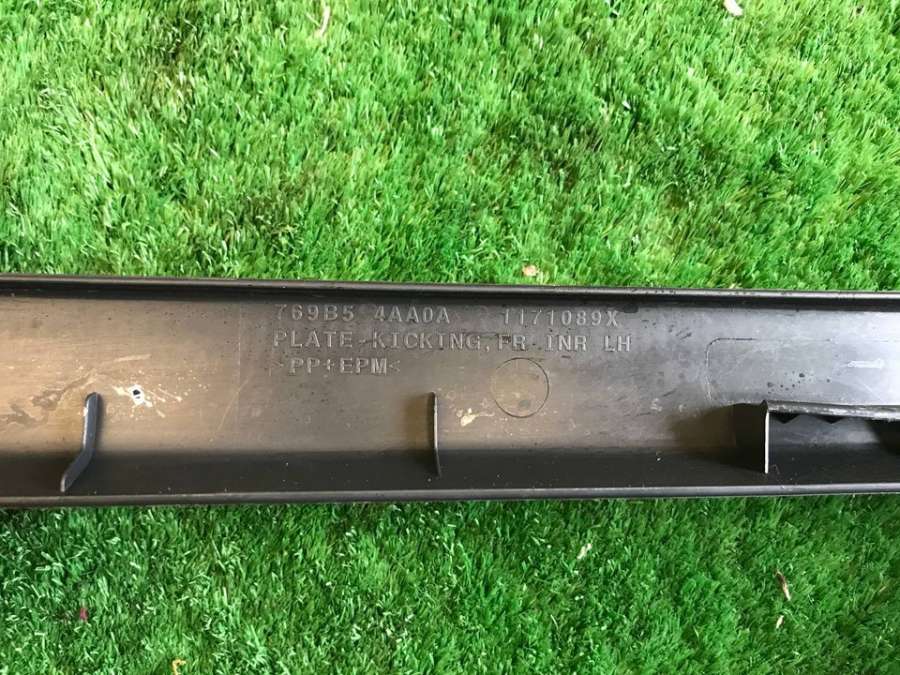 769B5 4AA0A 1171089X
PLATE-KICKING,FR INR LH
>PP+EPM<